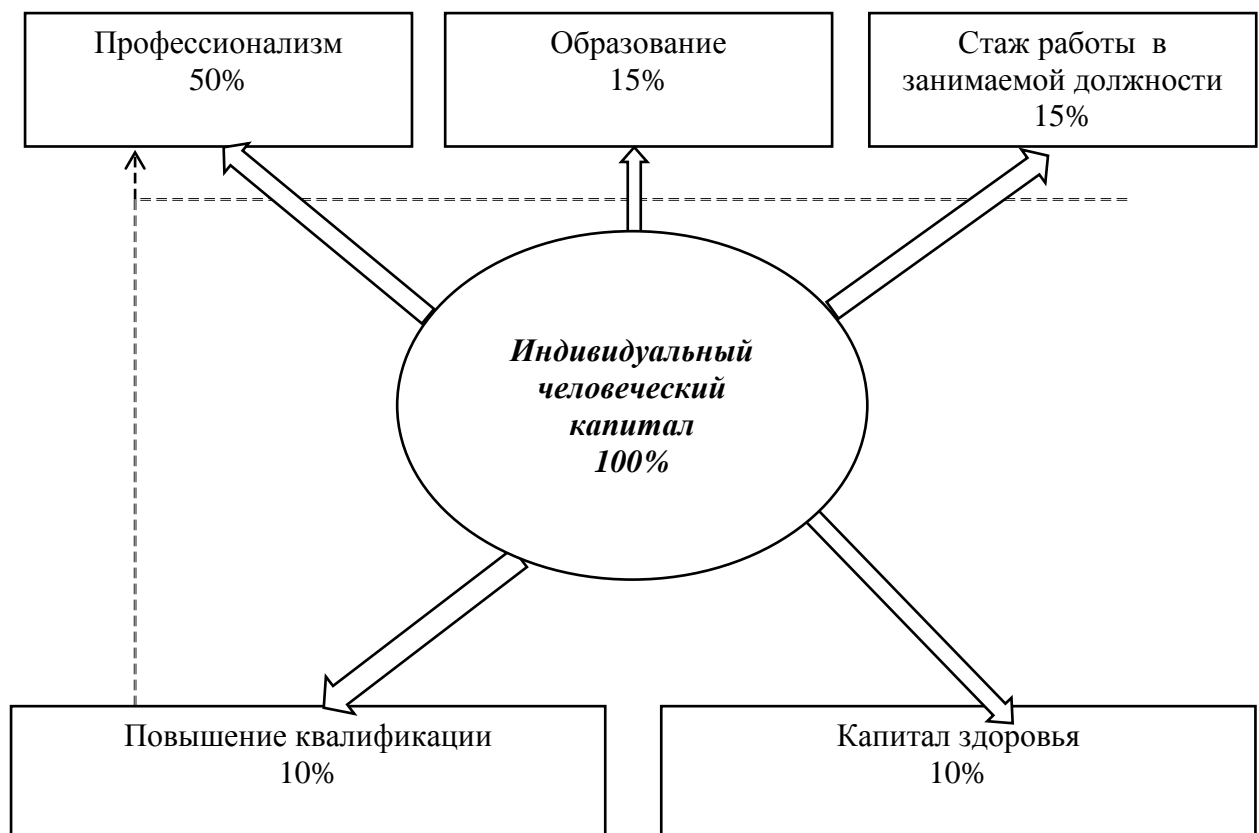 Профессионализм
50%
Образование
15%
Стаж работы  в
занимаемой должности
15%
Индивидуальный
человеческий
капитал
100%
Повышение квалификации
10%
Капитал здоровья
10%